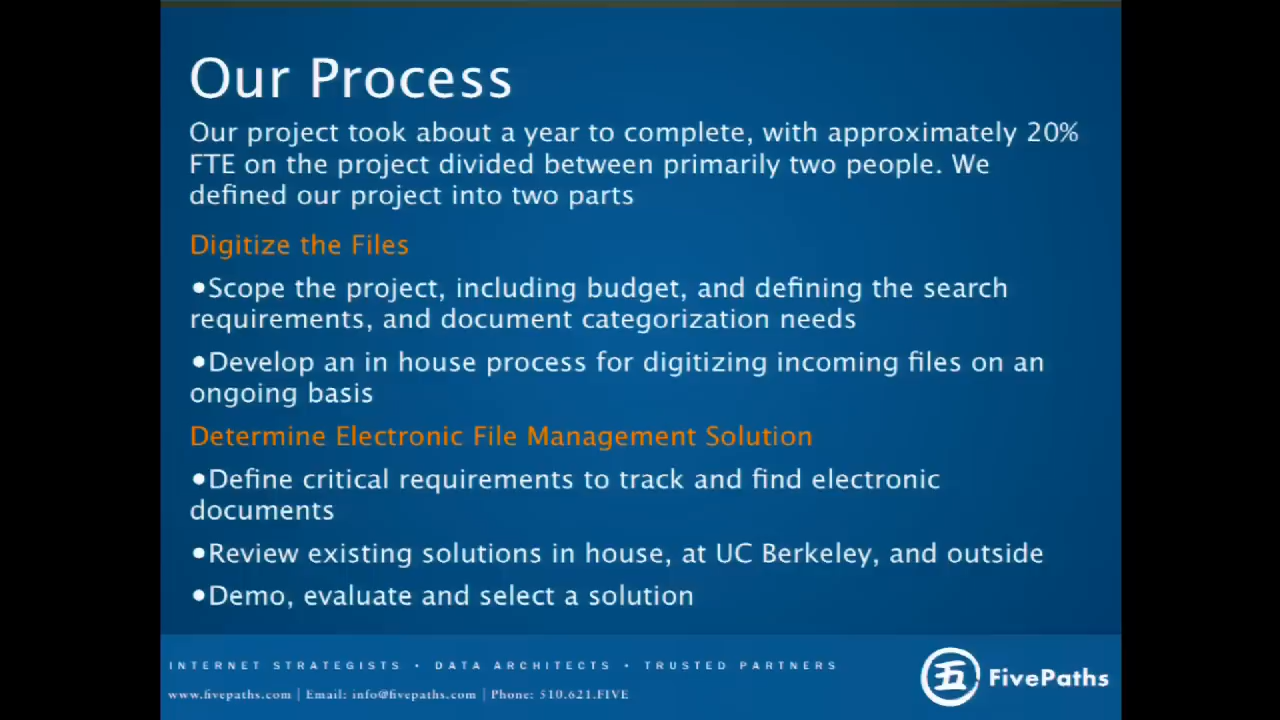 Our Process
Our project took about a year to complete, with approximately 20%
FTE on the project divided between primarily two people. We
defined our project into two parts
Digitize the Files
•Scope the project, including budget, and defining the search
requirements, and document categorization needs
•Develop an in house process for digitizing incoming files on an
ongoing basis
Determine Electronic File Management Solution
•Define critical requirements to track and find electronic
documents
•Review existing solutions in house, at UC Berkeley, and outside
•Demo, evaluate and select a solution
INTERNET STRATEGISTS • DATA ARCHITECTS • TRUSTED PARTNERS
www.fivepaths.com | Email: info@fivepaths.com | Phone: 510.621.FIVE
五 FivePaths